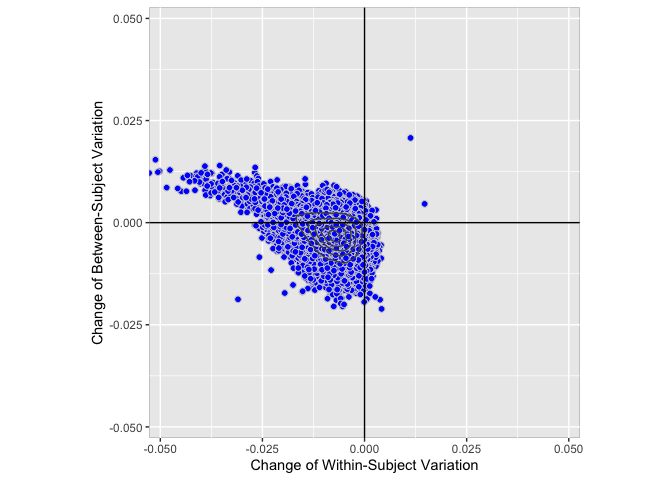 0.050
0.025
0.000
-0.025
-0.050
Change of Between-Subject Variation
-0.050 -0.025 0.000 0.025 0.050
Change of Within-Subject Variation